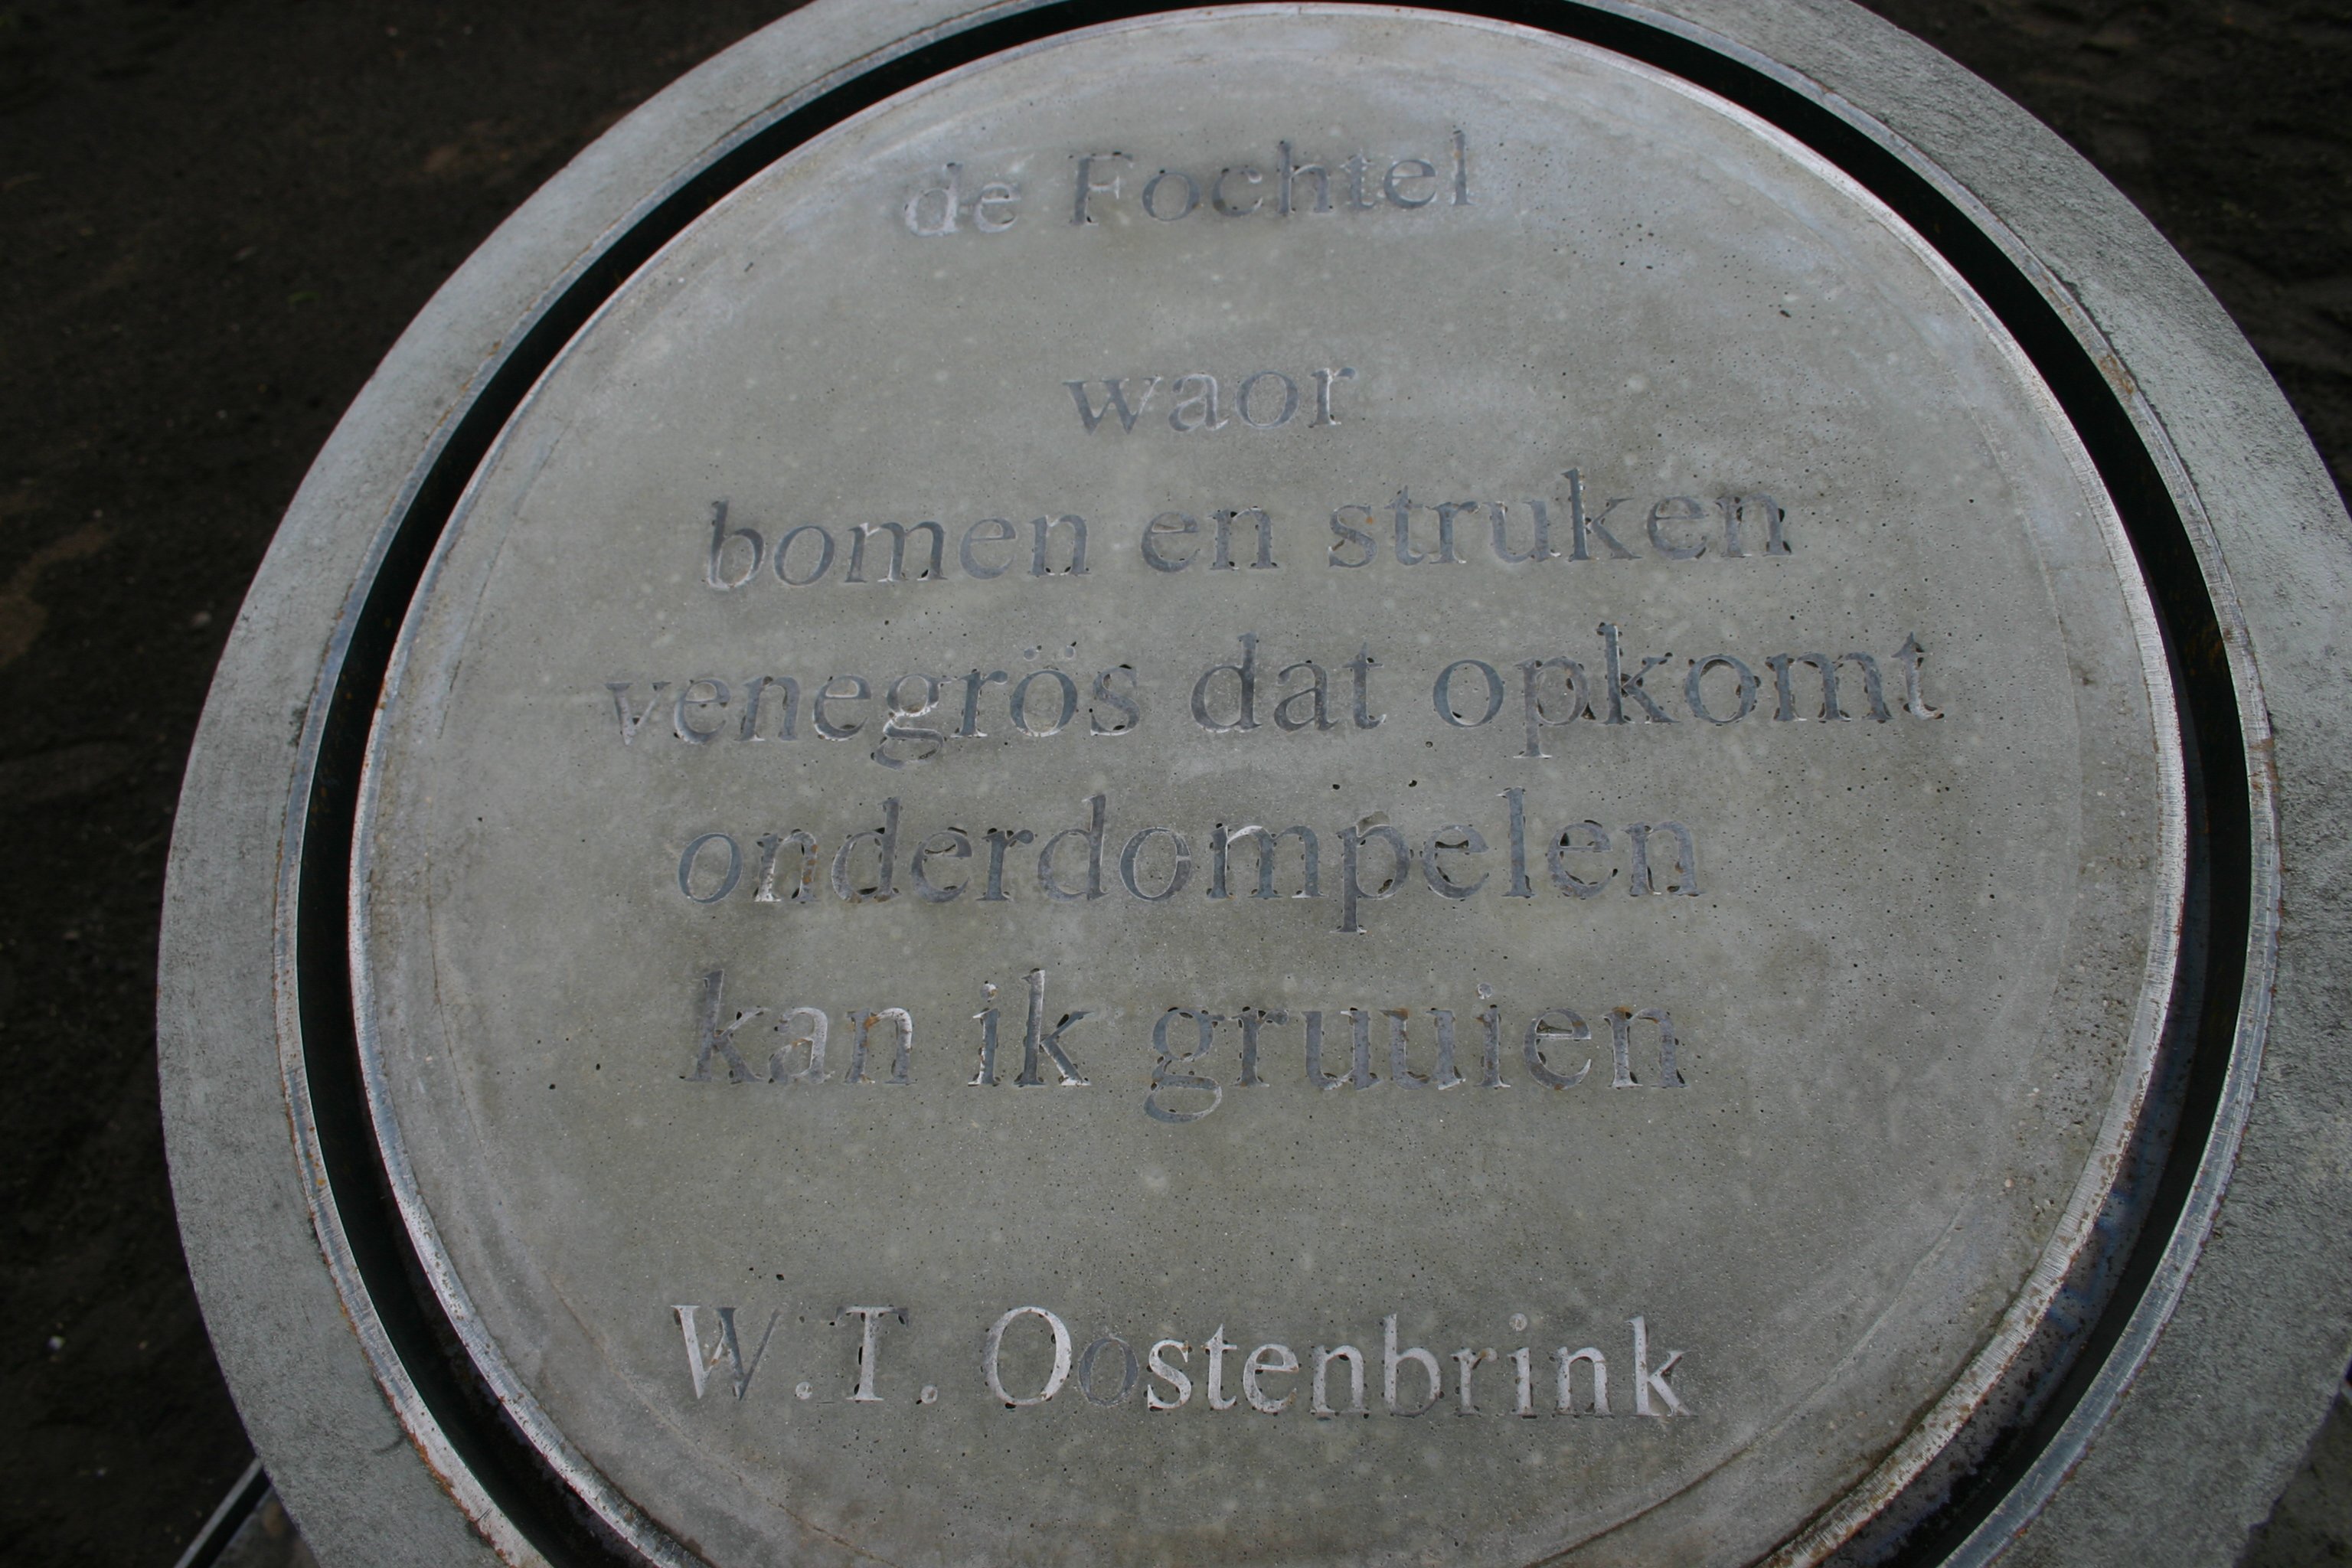 de Fochtel
waor
bomen en struken
venegrös dat opkomt
onderdompelen
kan ik gruuien
W.T. Oostenbrink